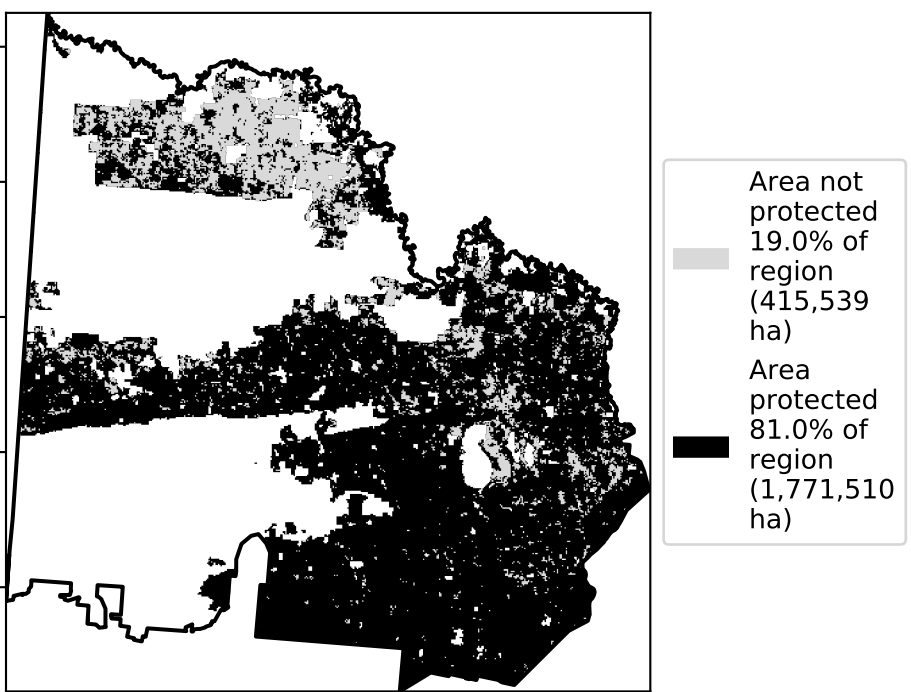 Area not
protected
19.0% of
region
(415,539
ha)
Area
protected
81.0% of
region
(1,771,510
ha)